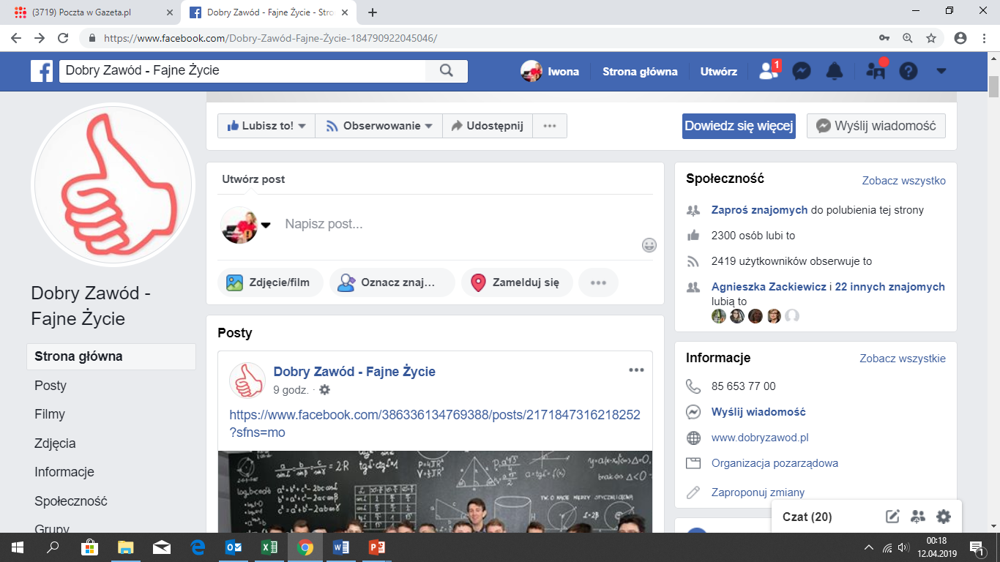 (3719) Poczta w Gazeta.pl
Dobry Zawód - Fajne Życie - Stro
https://www.facebook.com/Dobry-Zawód-Fajne-Życie-184790922045046/
Dobry Zawód - Fajne Życie
Iwona
Strona główna
Utwórz
1
Lubisz to!
Obserwowanie
Udostępnij
Dowiedz się więcej
Wyślij wiadomość
Dobry Zawód -
Fajne Życie
Strona główna
Posty
Filmy
Zdjęcia
Informacje
Społeczność
Grupy
Utwórz post
Napisz post...
Zdjęcie/film
Oznacz znaj...
Zamelduj się
Posty
Dobry Zawód - Fajne Życie
9 godz.
https://www.facebook.com/386336134769388/posts/2171847316218252
?sfns=mo
Społeczność
Zobacz wszystko
Zaproś znajomych do polubienia tej strony
2300 osób lubi to
2419 użytkowników obserwuje to
Agnieszka Zackiewicz i 22 innych znajomych
lubią to
Informacje
Zobacz wszystkie
85 653 77 00
Wyślij wiadomość
www.dobryzawod.pl
Organizacja pozarządowa
Zaproponuj zmiany
Czat (20)
00:18
12.04.2019
1